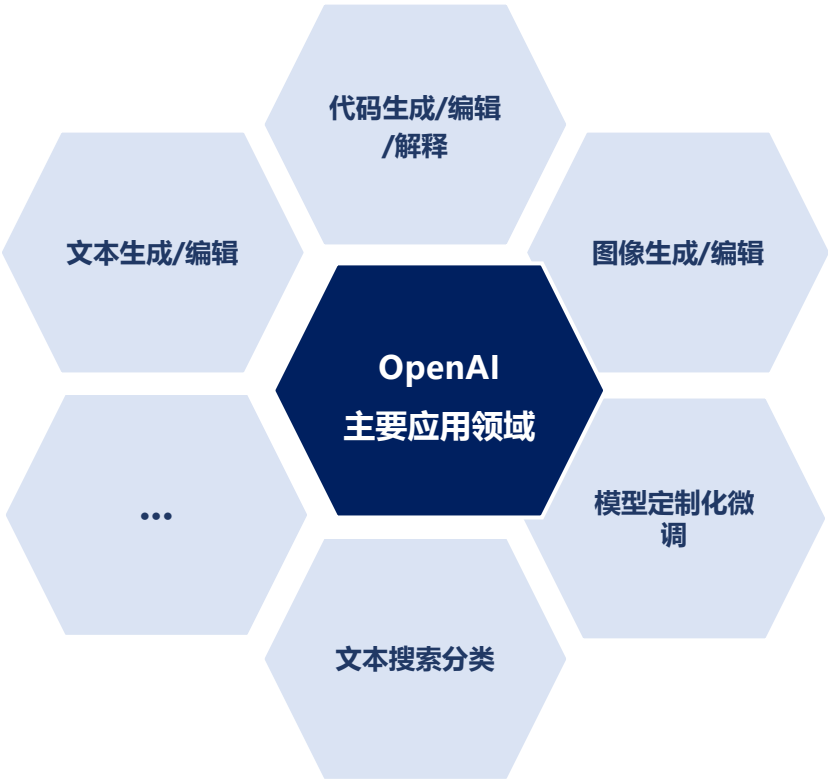 代码生成/编辑
/解释
文本生成/编辑
图像生成/编辑
OpenAI
主要应用领域
...
模型定制化微
调
文本搜索分类